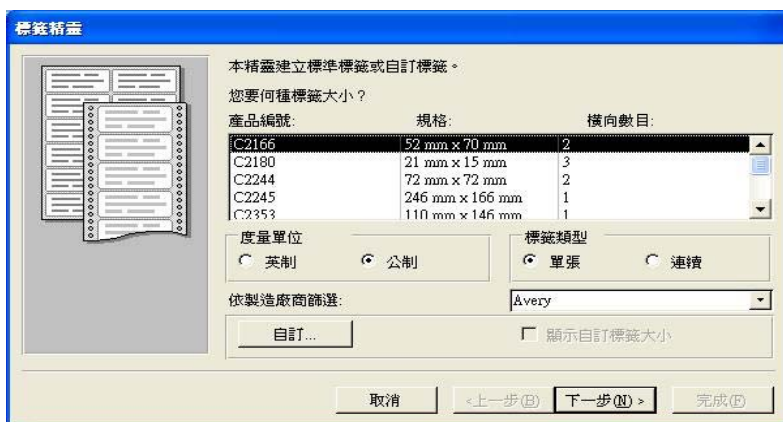 標籤精靈
本精靈建立標準標籤或自訂標籤。
您要何種標籤大小？
產品編號: 規格: 橫向數目:
C2166 52 mm x 70 mm 2
C2180 21 mm x 15 mm 3
C2244 72 mm x 72 mm 2
C2245 246 mm x 166 mm 1
C2353 110 mm x 146 mm 1
度量單位 標籤類型
英制 公制 單張 連續
依製造廠商篩選: Avery
自訂... 顯示自訂標籤大小
取消 <上一步(B) 下一步(N) > 完成(F)